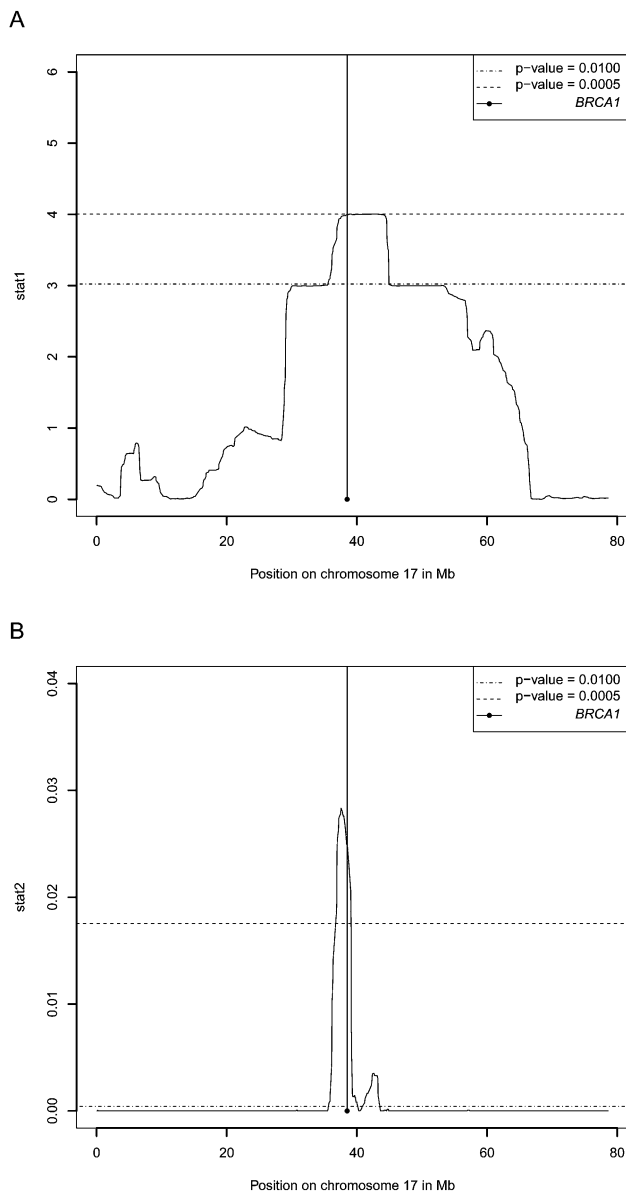 A
p-value = 0.0100
p-value = 0.0005
BRCA1
6
5
4
3
2
1
0
stat1
0 20 40 60 80
Position on chromosome 17 in Mb
B
p-value = 0.0100
p-value = 0.0005
BRCA1
0.04
0.03
0.02
0.01
0.00
stat2
0 20 40 60 80
Position on chromosome 17 in Mb